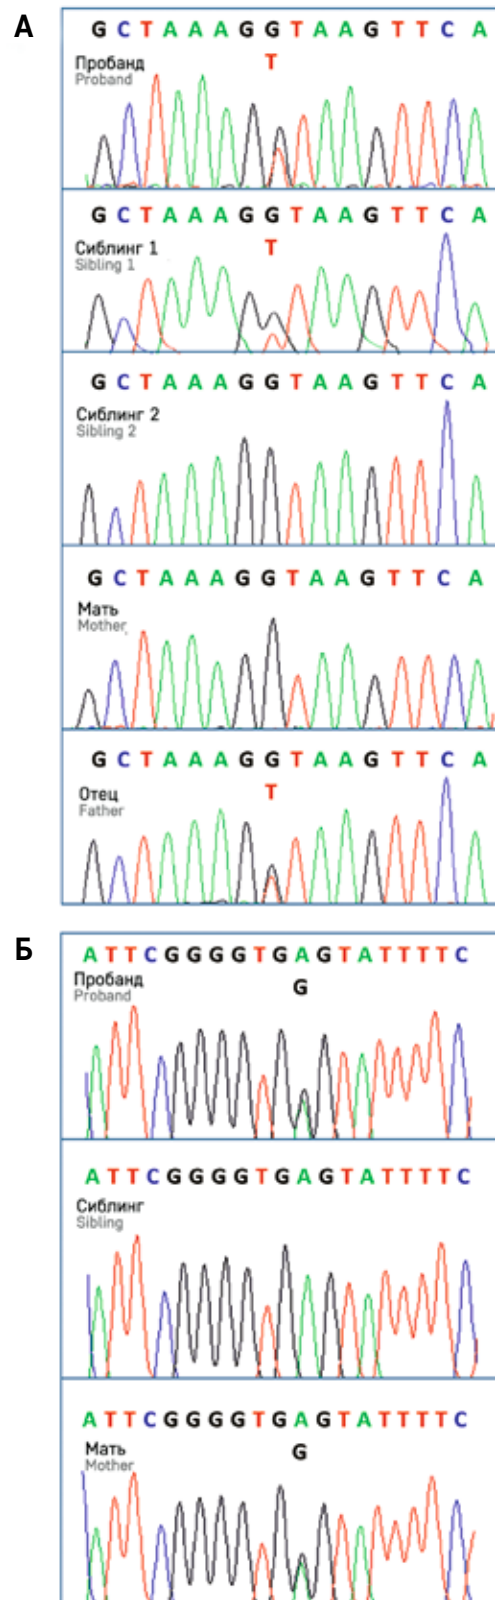 А
G C T A A A G G T A A G T T C A
T
Пробанд
Proband
G C T A A A G G T A A G T T C A
T
Сиблинг 1
Sibling 1
G C T A A A G G T A A G T T C A
Сиблинг 2
Sibling 2
G C T A A A G G T A A G T T C A
Мать
Mother
G C T A A A G G T A A G T T C A
T
Отец
Father
Б
A T T C G G G G T G A G T A T T T T C
G
Пробанд
Proband
A T T C G G G G T G A G T A T T T T C
Сиблинг
Sibling
A T T C G G G G T G A G T A T T T T C
G
Мать
Mother